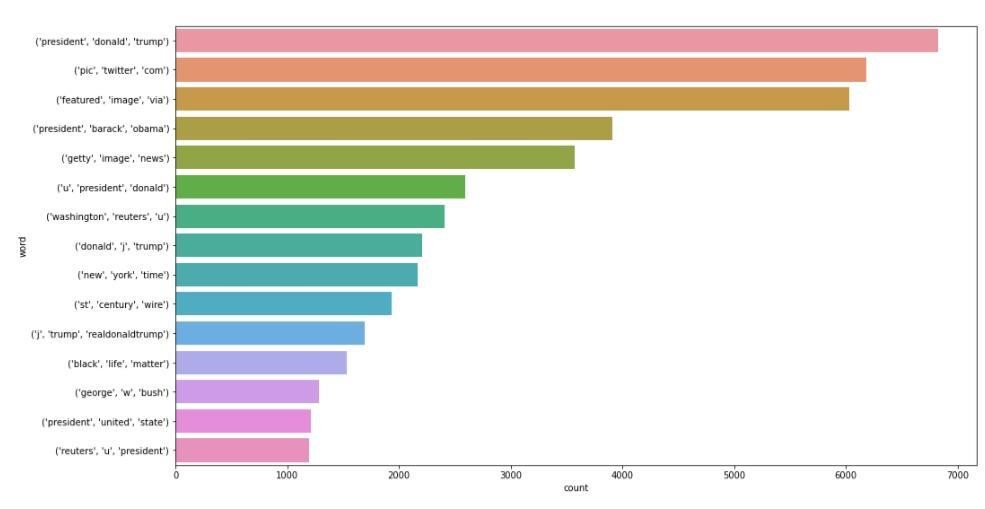 ('president', 'donald', 'trump')
('pic', 'twitter', 'com')
('featured', 'image', 'via')
('president', 'barack', 'obama')
('getty', 'image', 'news')
('u', 'president', 'donald')
('washington', 'reuters', 'u')
('donald', 'j', 'trump')
('new', 'york', 'time')
('st', 'century', 'wire')
('j', 'trump', 'realdonaldtrump')
('black', 'life', 'matter')
('george', 'w', 'bush')
('president', 'united', 'state')
('reuters', 'u', 'president')
word
0 1000 2000 3000 4000 5000 6000 7000
count